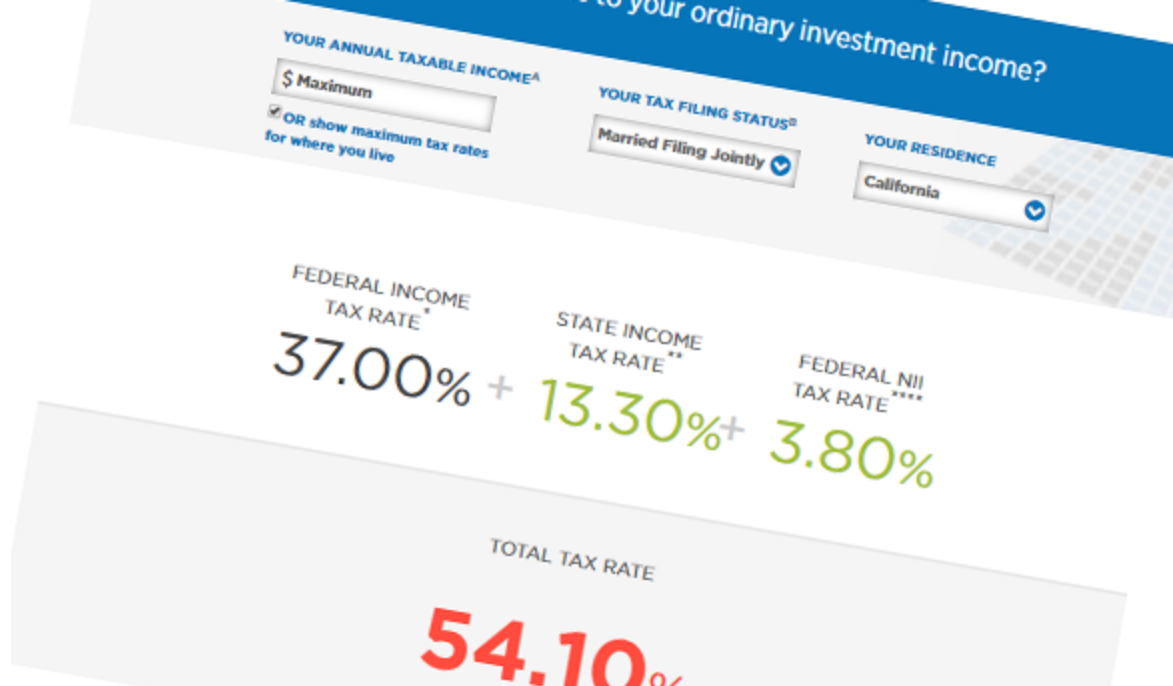 to your ordinary investment income?
YOUR ANNUAL TAXABLE INCOMEᴬ
$ Maximum
OR show maximum tax rates
for where you live
YOUR TAX FILING STATUSᴮ
Married Filing Jointly
YOUR RESIDENCE
California
FEDERAL INCOME
TAX RATE*
37.00%
+
STATE INCOME
TAX RATE**
13.30%
+
FEDERAL NII
TAX RATE****
3.80%
TOTAL TAX RATE
54.10%